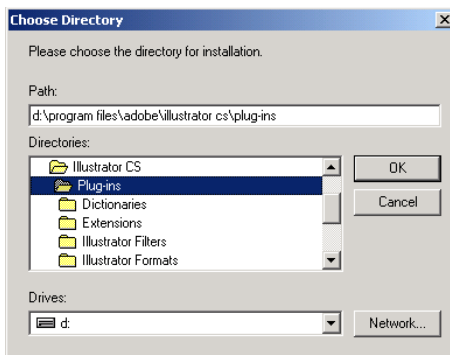 Choose Directory
Please choose the directory for installation.
Path:
d:\program files\adobe\illustrator cs\plug-ins
Directories:
Illustrator CS
Plug-ins
Dictionaries
Extensions
Illustrator Filters
Illustrator Formats
OK
Cancel
Drives:
d:
Network...